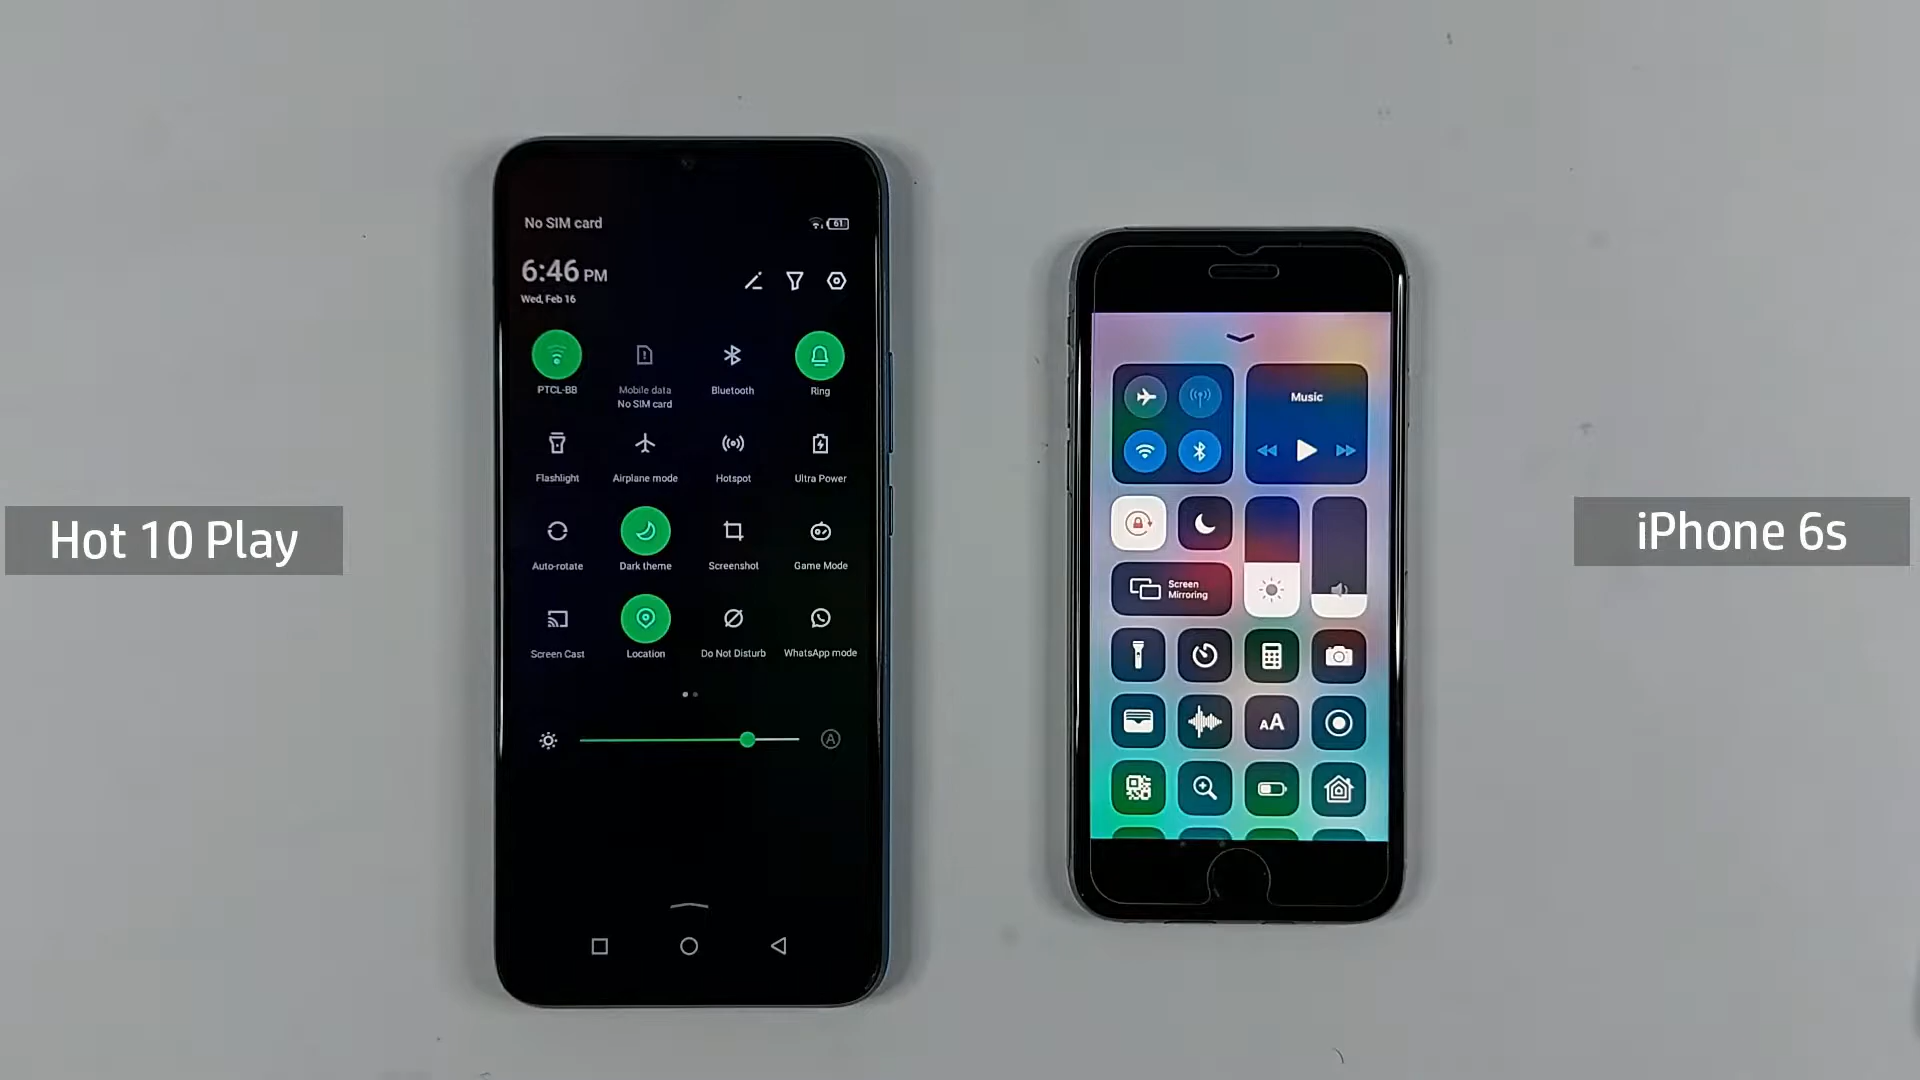 No SIM card
61
6:46 PM
Wed, Feb 16
PTCL-BB
Mobile data
No SIM card
Bluetooth
Ring
Flashlight
Airplane mode
Hotspot
Ultra Power
Auto-rotate
Dark theme
Screenshot
Game Mode
Screen Cast
Location
Do Not Disturb
WhatsApp mode
A
Hot 10 Play
Music
Screen
Mirroring
AA
iPhone 6s